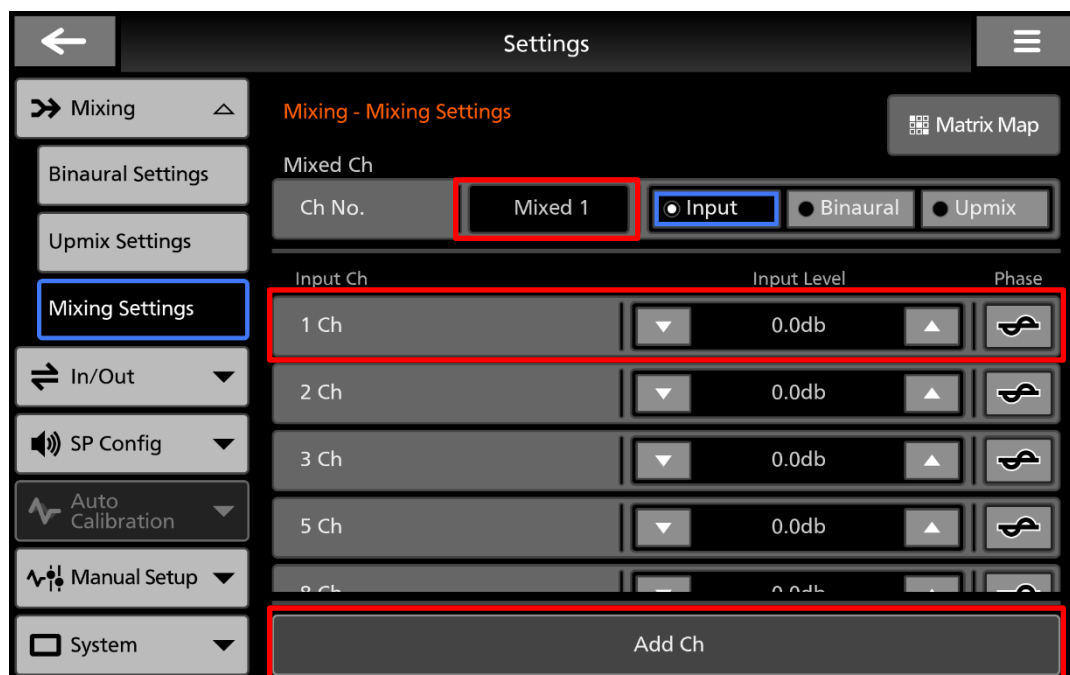 Settings
Mixing
Mixing - Mixing Settings
Matrix Map
Binaural Settings
Mixed Ch
Ch No.
Mixed 1
Input
Binaural
Upmix
Upmix Settings
Input Ch
Input Level
Phase
Mixing Settings
1 Ch
0.0db
In/Out
2 Ch
0.0db
SP Config
3 Ch
0.0db
Auto
Calibration
5 Ch
0.0db
Manual Setup
System
Add Ch